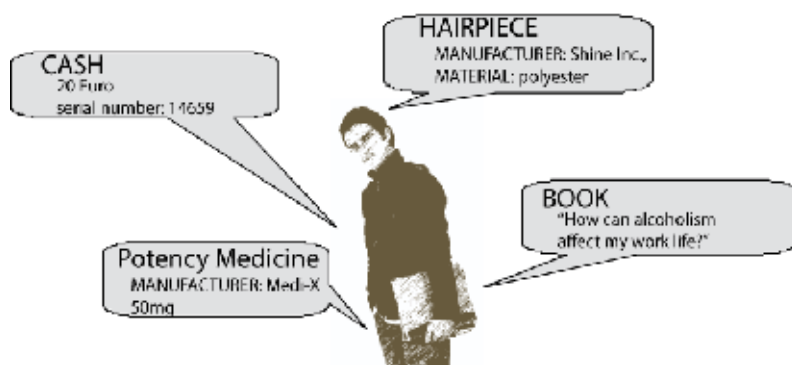 CASH
20 Euro
serial number: 14659
HAIRPIECE
MANUFACTURER: Shine Inc.,
MATERIAL: polyester
Potency Medicine
MANUFACTURER: Medi-X
50mg
BOOK
"How can alcoholism
affect my work life?"